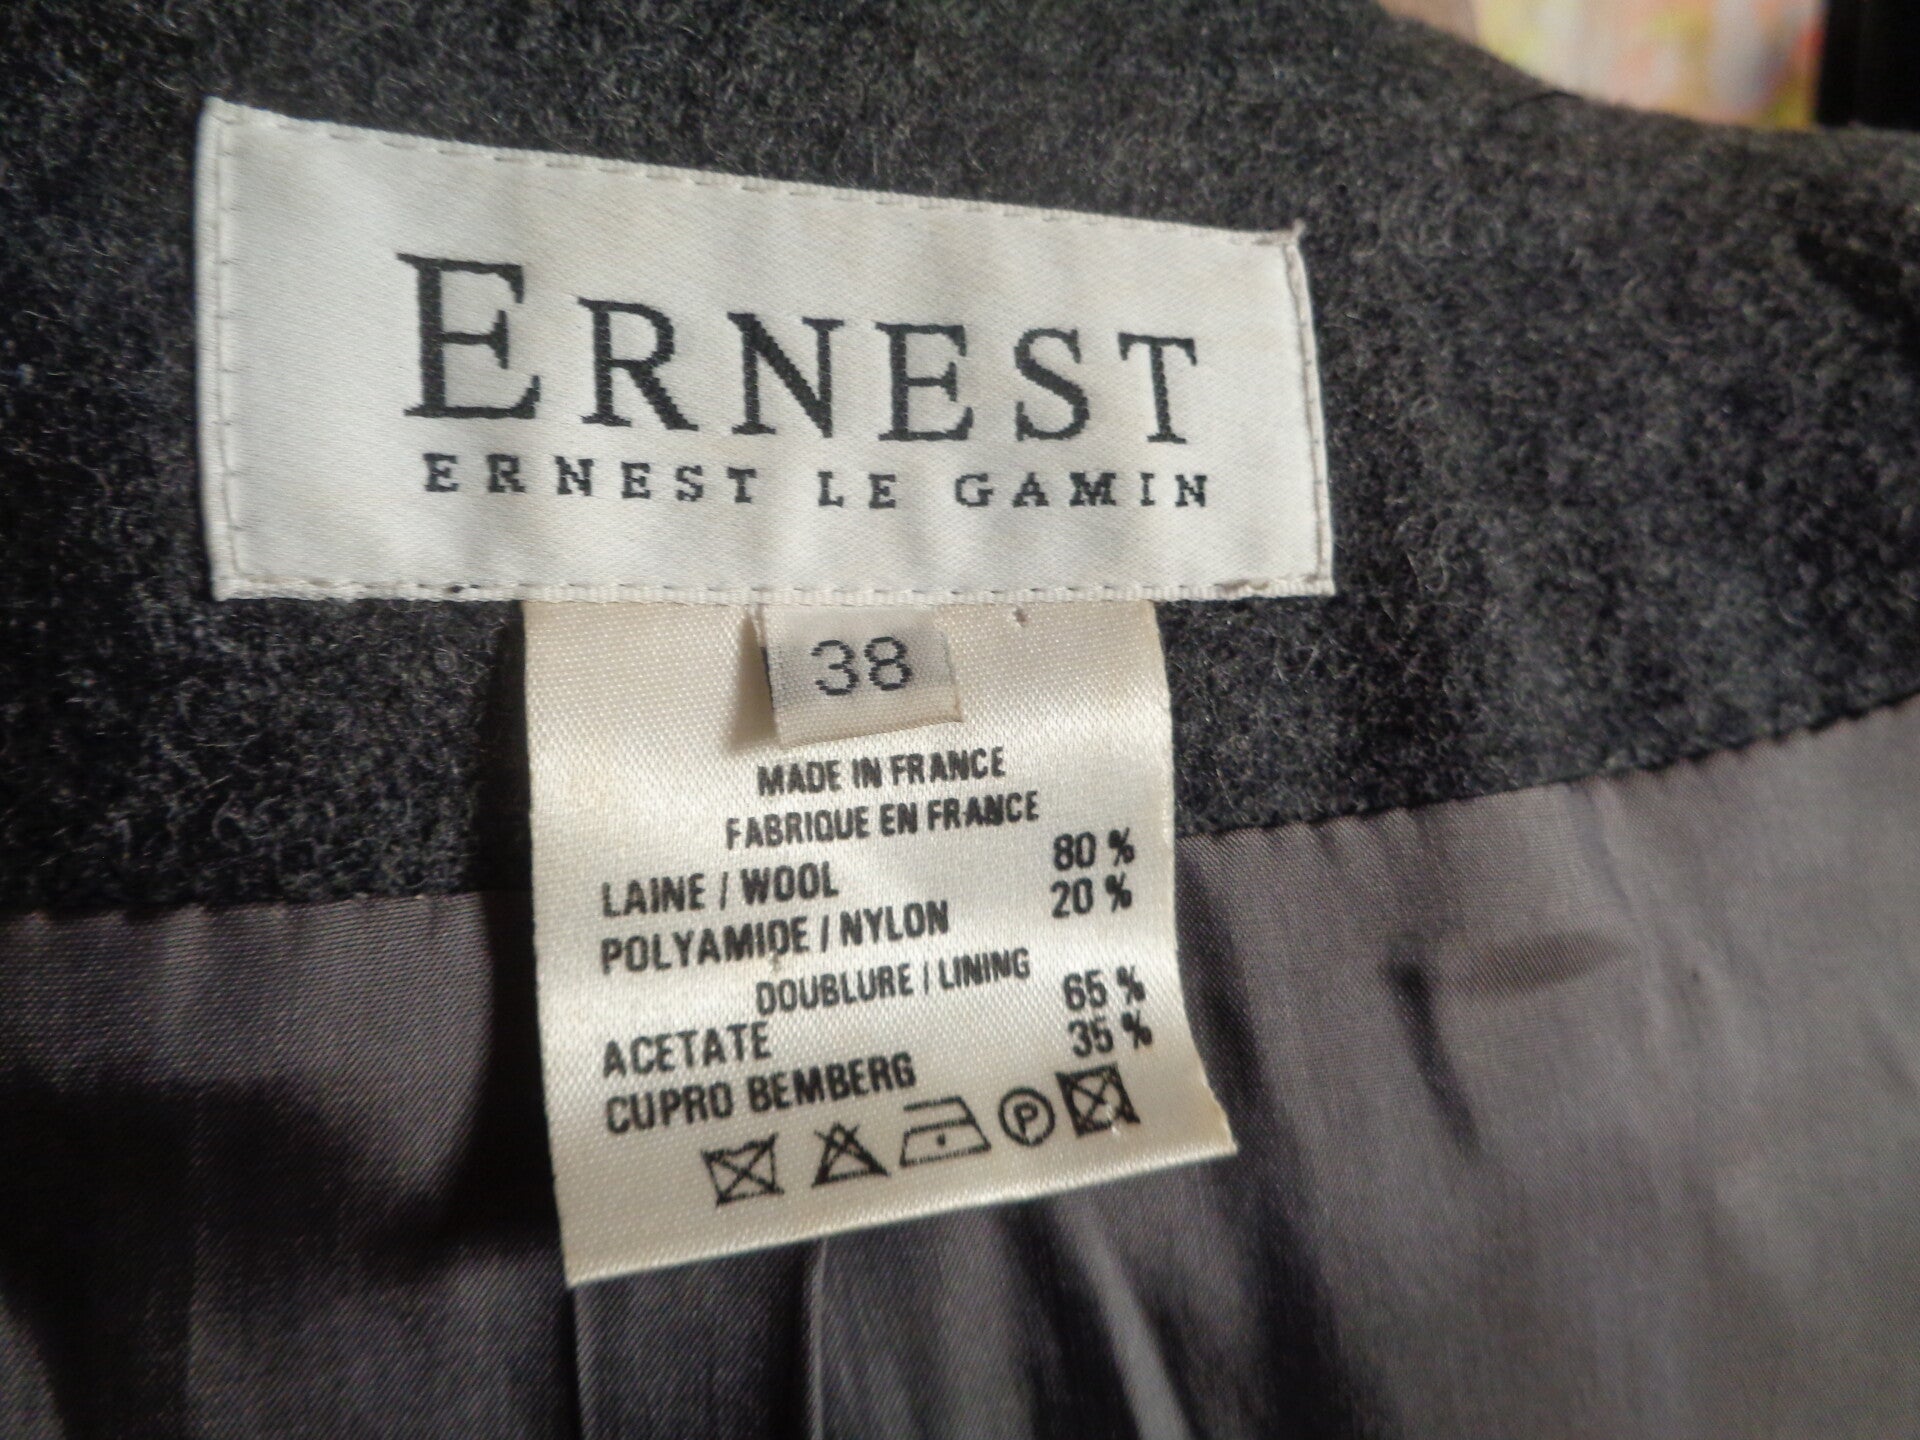 ERNEST
ERNEST LE GAMIN
38
MADE IN FRANCE
FABRIQUE EN FRANCE
LAINE / WOOL 80 %
POLYAMIDE / NYLON 20 %
DOUBLURE / LINING
ACETATE 65 %
CUPRO BEMBERG 35 %
P